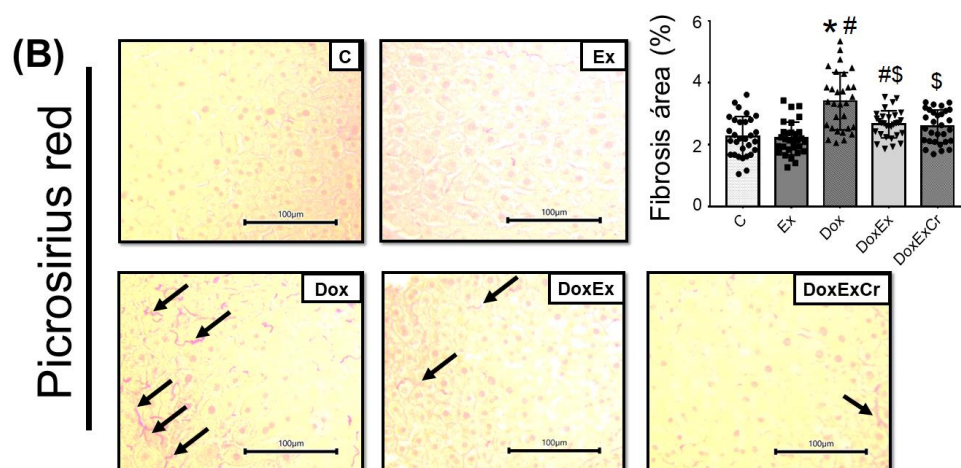 (B)
Picrosirius red
C
100µm
Ex
100µm
Fibrosis área (%)
6
4
2
0
* #
#$
$
C
Ex
Dox
DoxEx
DoxExCr
Dox
100µm
DoxEx
100µm
DoxExCr
100µm